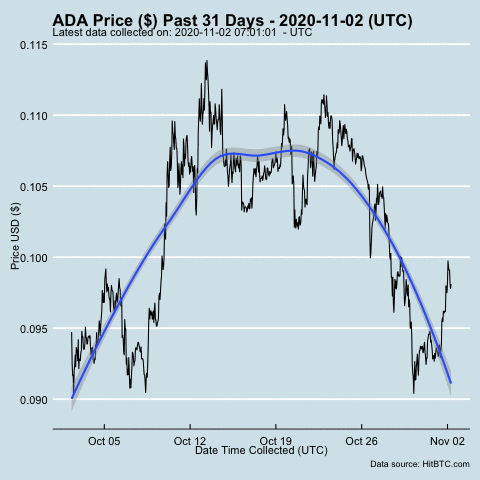 ADA Price ($) Past 31 Days - 2020-11-02 (UTC)
Latest data collected on: 2020-11-02 07:01:01 - UTC
0.115
0.110
0.105
0.100
0.095
0.090
Price USD ($)
Oct 05 Oct 12 Oct 19 Oct 26 Nov 02
Date Time Collected (UTC)
Data source: HitBTC.com